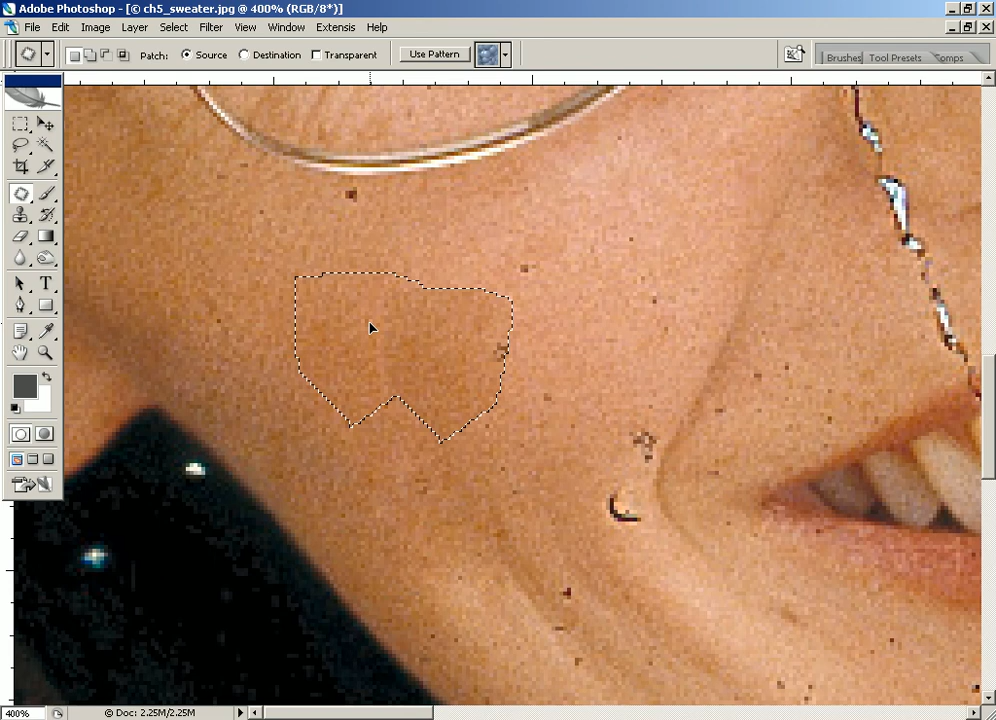 Adobe Photoshop - [© ch5_sweater.jpg @ 400% (RGB/8*)]
File Edit Image Layer Select Filter View Window Extensis Help
Patch: Source Destination Transparent Use Pattern Brushes Tool Presets Comps
T
400% © Doc: 2.25M/2.25M